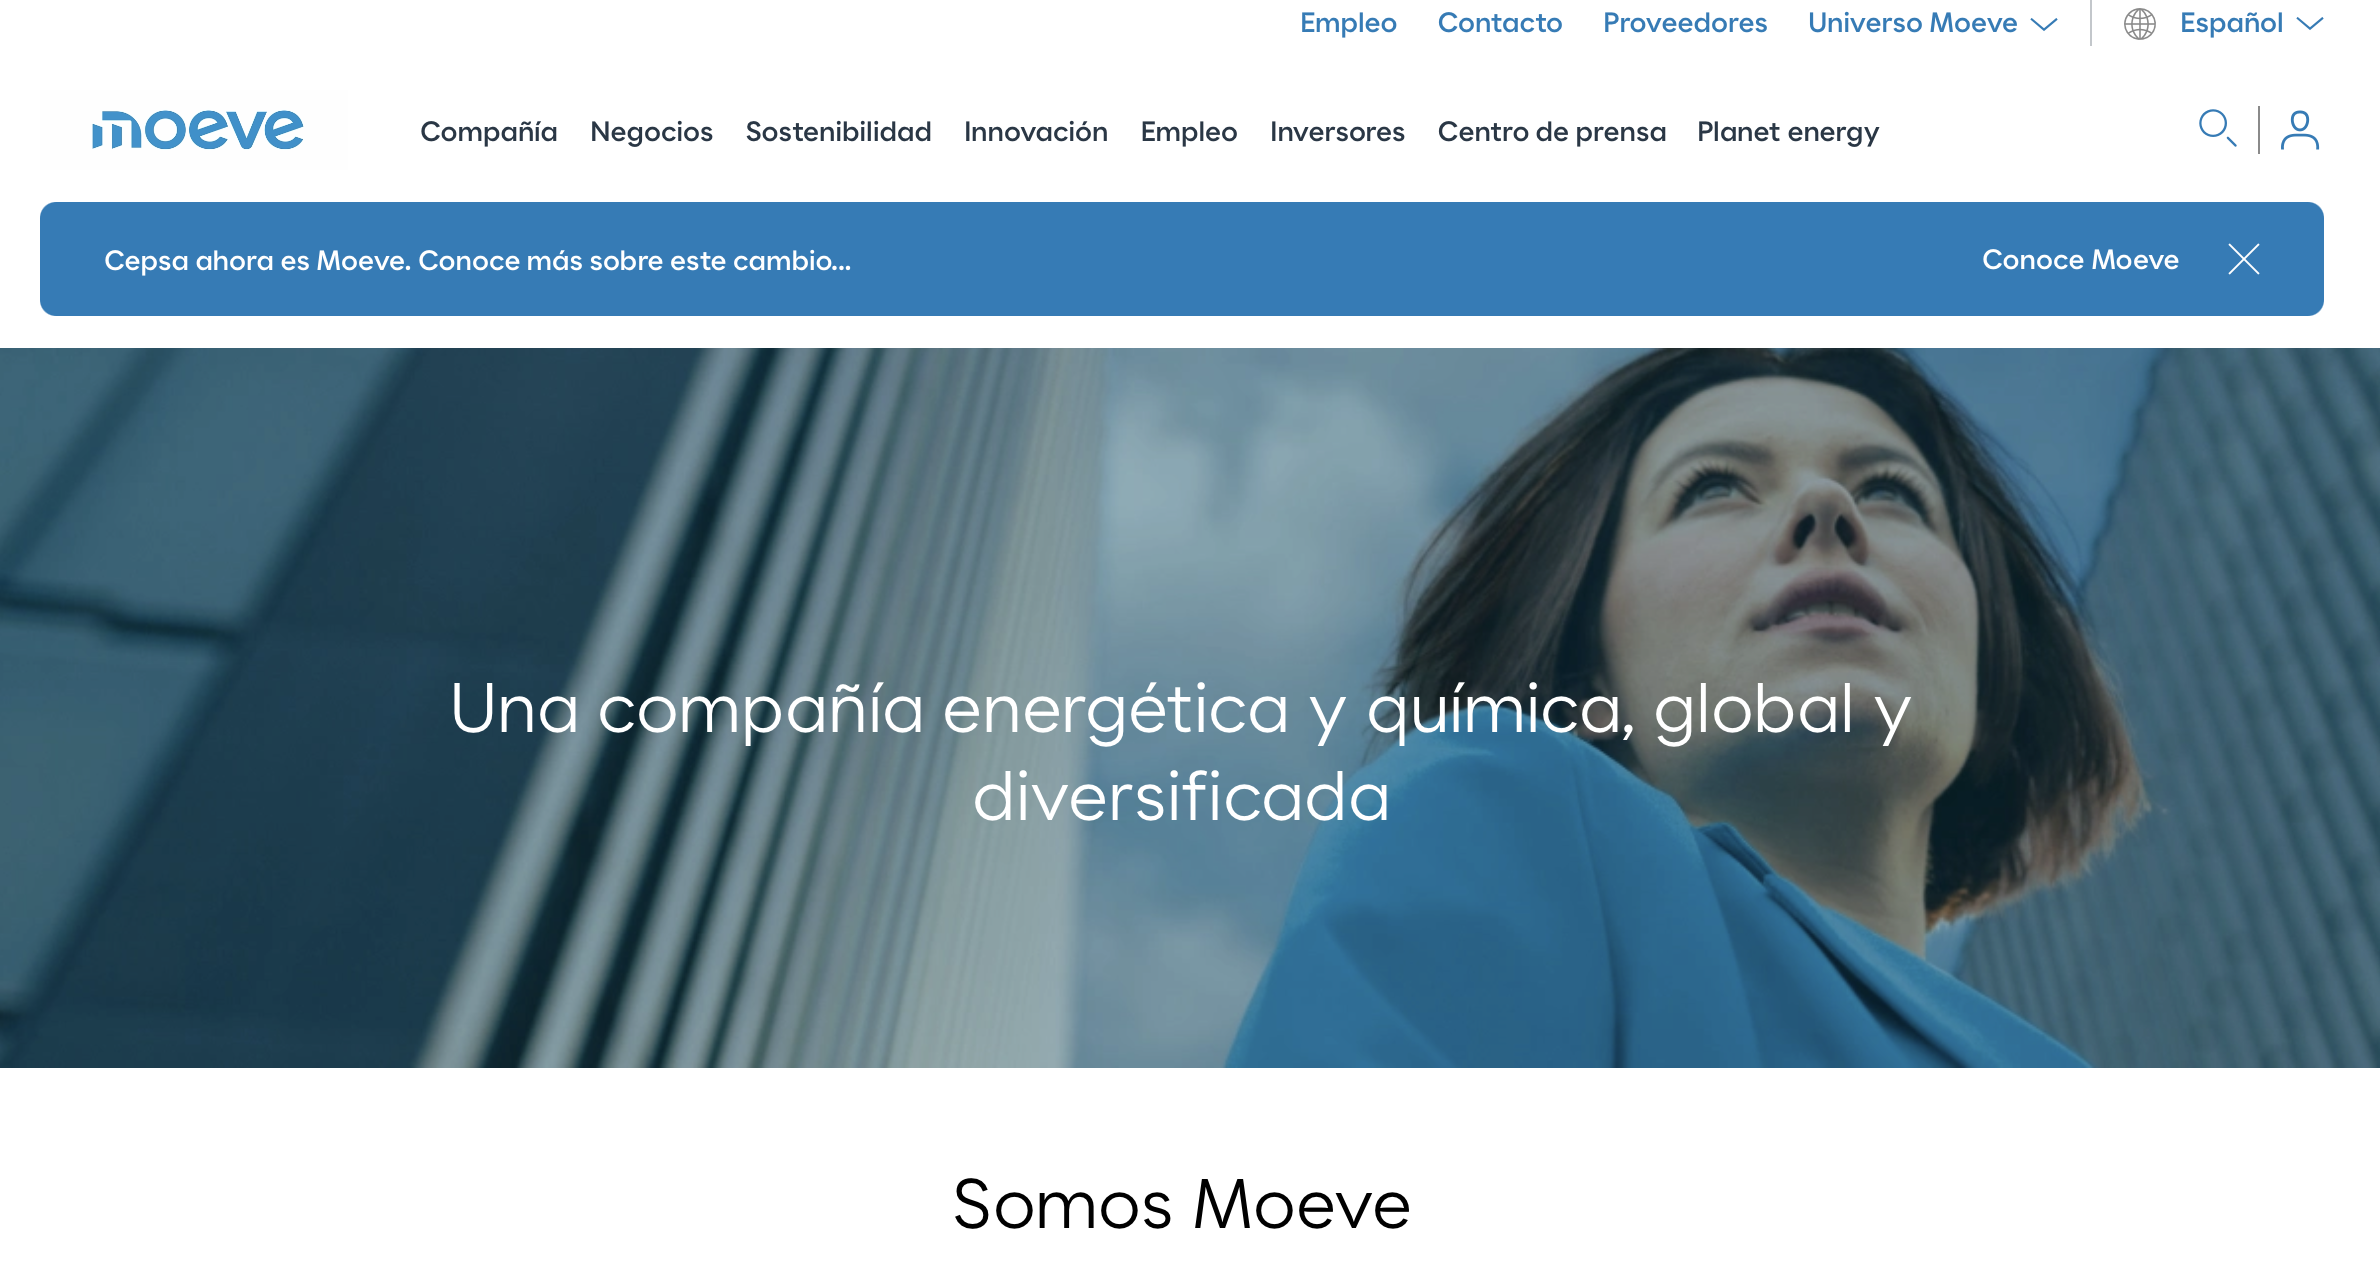 Empleo Contacto Proveedores Universo Moeve Español
moeve Compañía Negocios Sostenibilidad Innovación Empleo Inversores Centro de prensa Planet energy
Cepsa ahora es Moeve. Conoce más sobre este cambio... Conoce Moeve
Una compañía energética y química, global y
diversificada
Somos Moeve